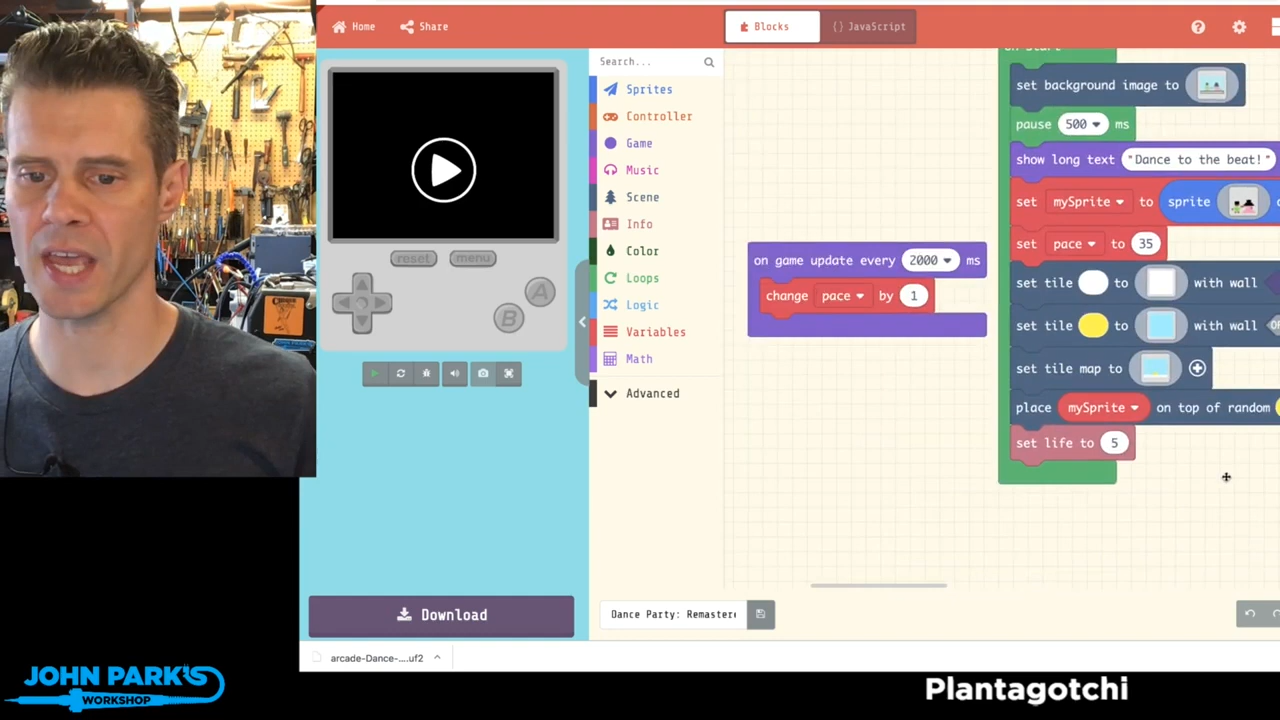 Home
Share
Blocks
{} JavaScript
Search...
Sprites
Controller
Game
Music
Scene
Info
Color
Loops
Logic
Variables
Math
Advanced
reset
menu
A
B
on game update every 2000 ms
change pace by 1
set background image to
pause 500 ms
show long text "Dance to the beat!"
set mySprite to sprite
set pace to 35
set tile to with wall
set tile to with wall
set tile map to
place mySprite on top of random
set life to 5
Download
Dance Party: Remaster
arcade-Dance-....uf2
JOHN PARK'S
WORKSHOP
Plantagotchi